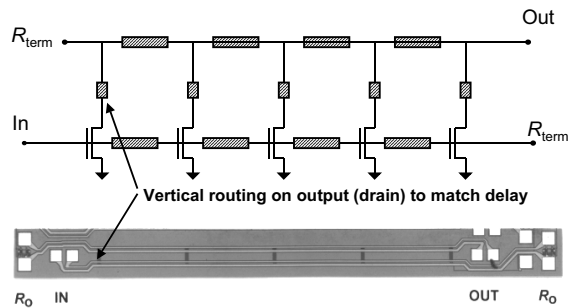 Out
Rterm
In
Rterm
Vertical routing on output (drain) to match delay
RO IN OUT RO